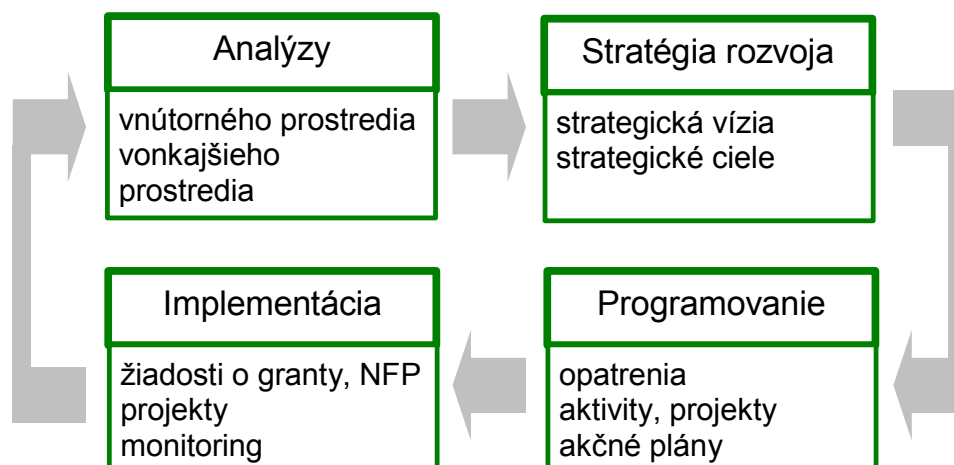 Analýzy
vnútorného prostredia
vonkajšieho
prostredia
Stratégia rozvoja
strategická vízia
strategické ciele
Implementácia
žiadosti o granty, NFP
projekty
monitoring
Programovanie
opatrenia
aktivity, projekty
akčné plány